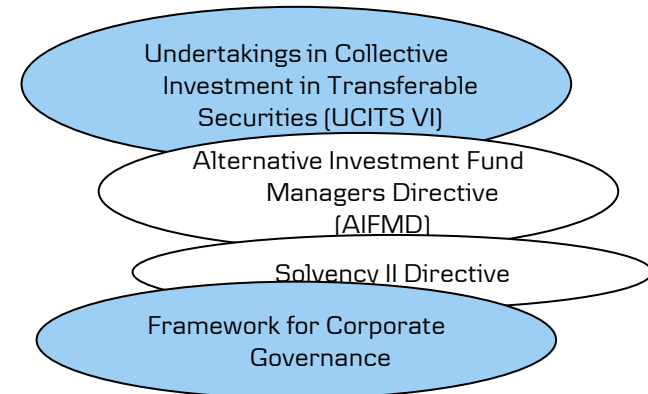 Undertakings in Collective
Investment in Transferable
Securities (UCITS VI)
Alternative Investment Fund
Managers Directive
(AIFMD)
Solvency II Directive
Framework for Corporate
Governance